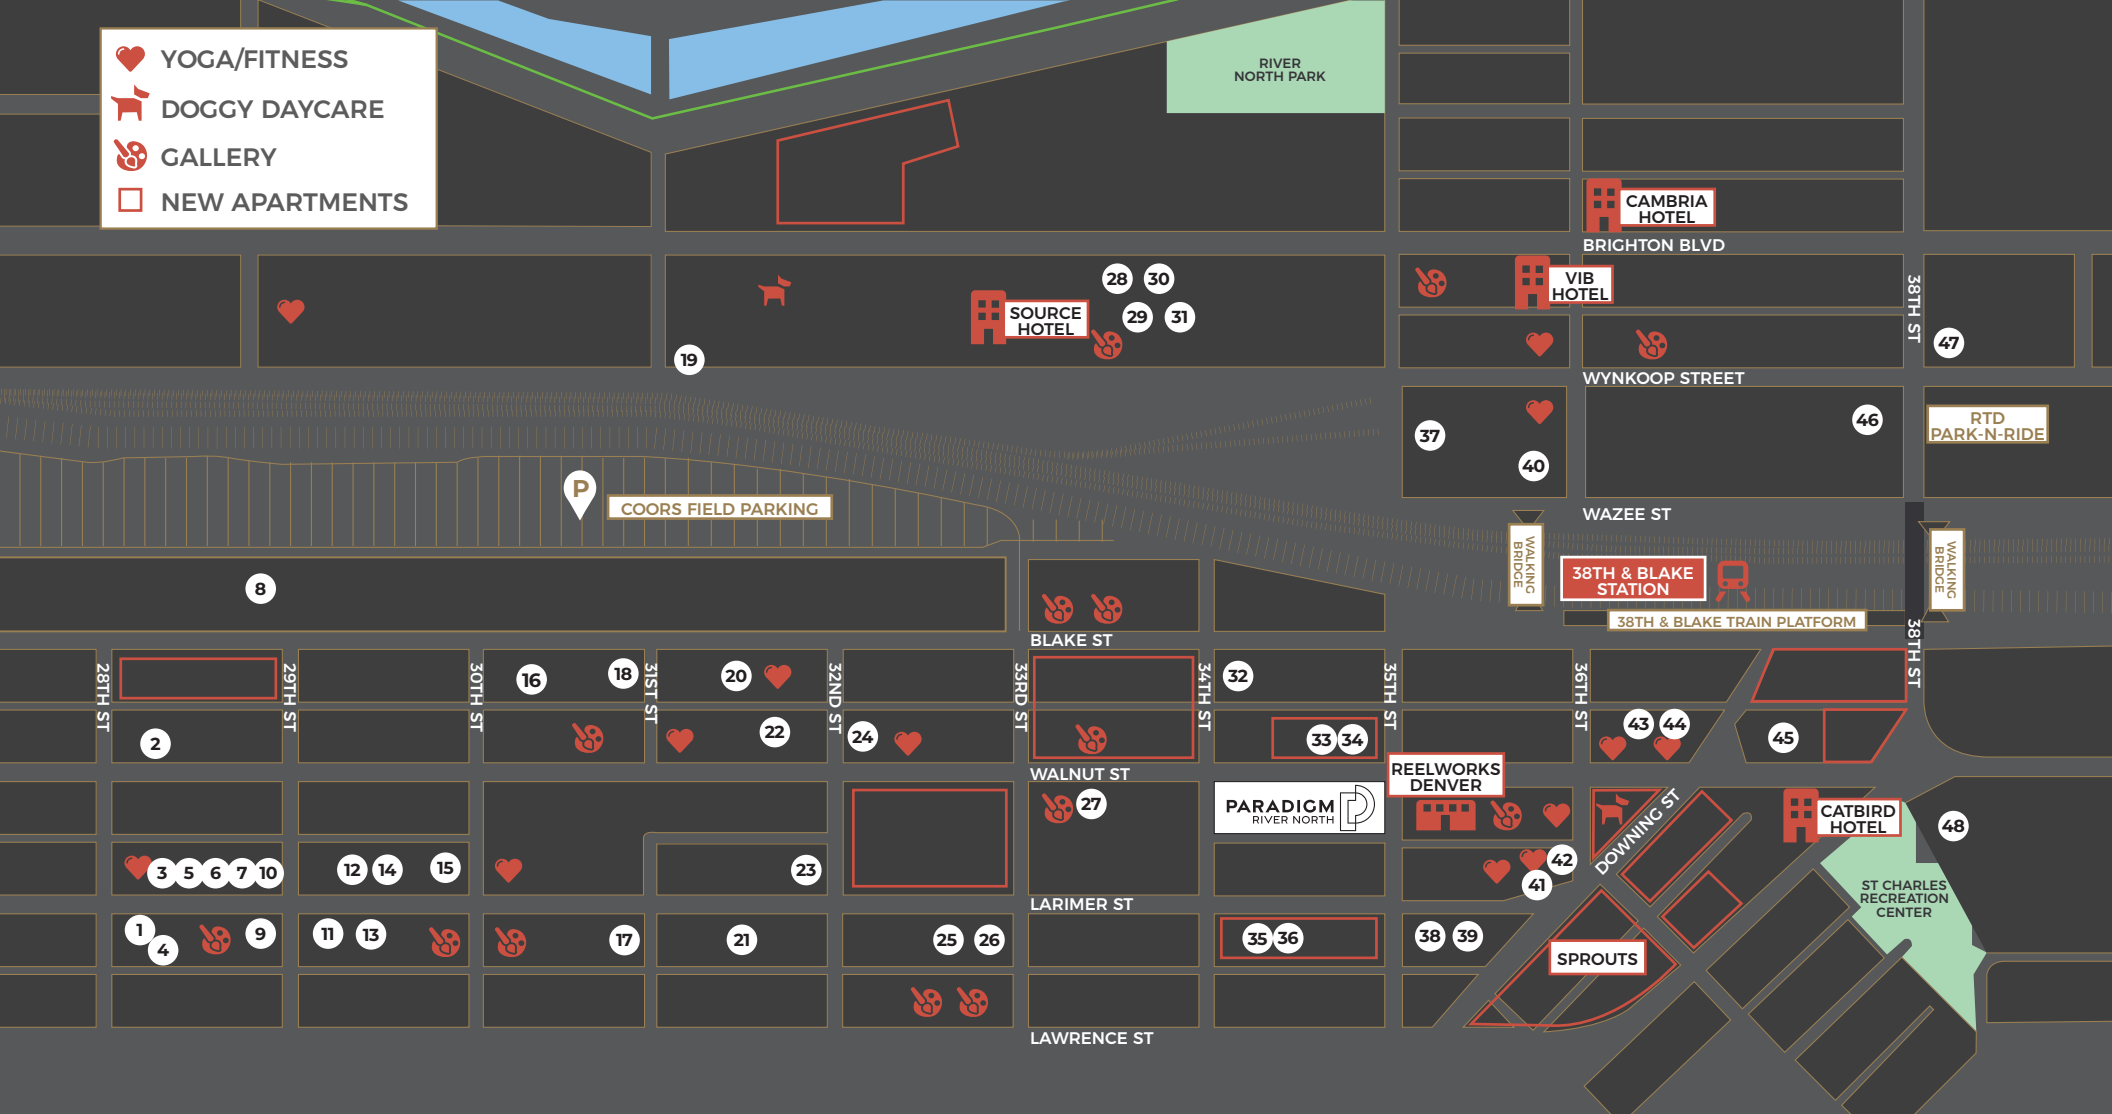 YOGA/FITNESS
DOGGY DAYCARE
GALLERY
NEW APARTMENTS
RIVER
NORTH PARK
CAMBRIA
HOTEL
BRIGHTON BLVD
VIB
HOTEL
38TH ST
28
30
SOURCE
HOTEL
29
31
19
47
WYNKOOP STREET
37
40
46
RTD
PARK-N-RIDE
P
COORS FIELD PARKING
WAZEE ST
WALKING
BRIDGE
38TH & BLAKE
STATION
WALKING
BRIDGE
38TH & BLAKE TRAIN PLATFORM
8
BLAKE ST
38TH ST
28TH ST
29TH ST
30TH ST
31ST ST
32ND ST
33RD ST
34TH ST
35TH ST
36TH ST
16
18
20
32
2
22
24
33
34
43
44
45
WALNUT ST
REELWORKS
DENVER
PARADIGM
RIVER NORTH
27
DOWNING ST
CATBIRD
HOTEL
48
3
5
6
7
10
12
14
15
23
42
41
ST CHARLES
RECREATION
CENTER
LARIMER ST
1
4
9
11
13
17
21
25
26
35
36
38
39
SPROUTS
LAWRENCE ST